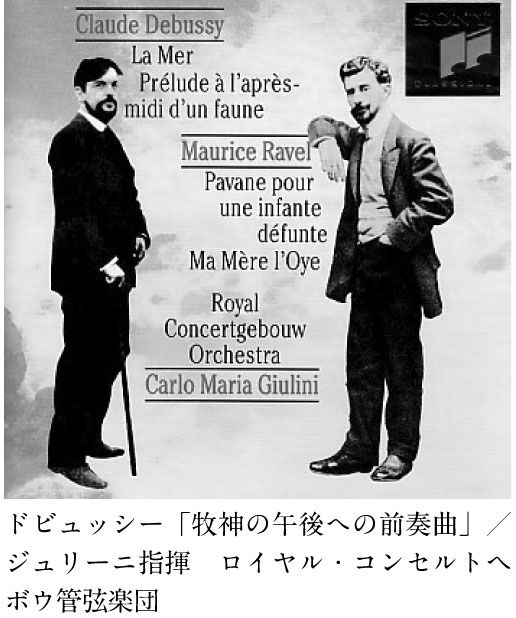 Claude Debussy
La Mer
Prélude à l'après-
midi d'un faune
SONY
CLASSICAL
Maurice Ravel
Pavane pour
une infante
défunte
Ma Mère l'Oye
Royal
Concertgebouw
Orchestra
Carlo Maria Giulini
ドビュッシー「牧神の午後への前奏曲」／
ジュリーニ指揮　ロイヤル・コンセルトヘ
ボウ管弦楽団